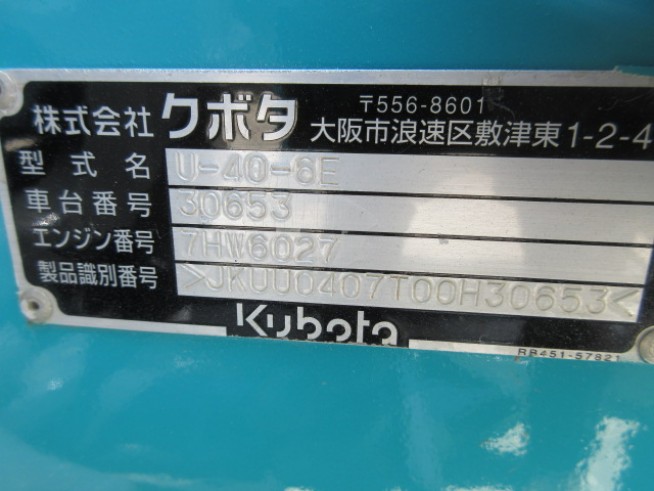 株式会社 クボタ 〒556-8601
大阪市浪速区敷津東1-2-4
型式名 U-40-6E
車台番号 30653
エンジン番号 7HW6027
製品識別番号 >JKUU0407T00H30653<
Kubota
RB451-57821